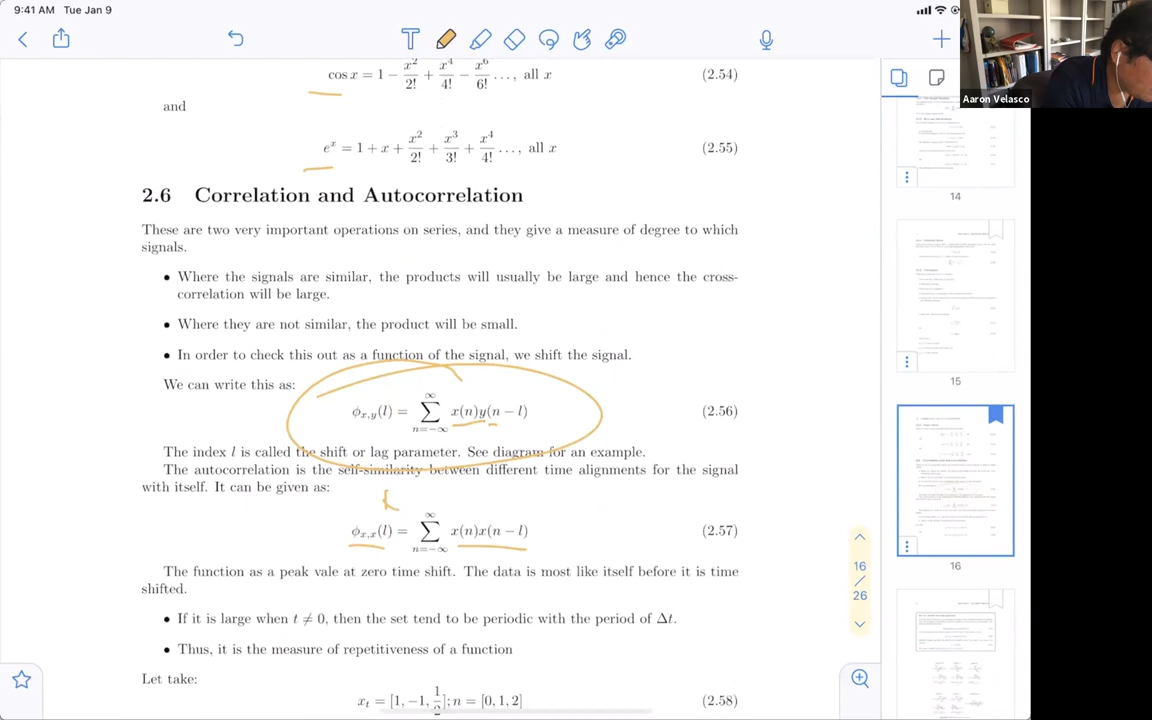 9:41 AM Tue Jan 9
Aaron Velasco
cos x = 1 − x²/2! + x⁴/4! − x⁶/6! . . . , all x (2.54)
and
eˣ = 1 + x + x²/2! + x³/3! + x⁴/4! . . . , all x (2.55)
2.6 Correlation and Autocorrelation
These are two very important operations on series, and they give a measure of degree to which
signals.
• Where the signals are similar, the products will usually be large and hence the cross-
correlation will be large.
• Where they are not similar, the product will be small.
• In order to check this out as a function of the signal, we shift the signal.
We can write this as:
ϕx,y(l) = ∑ n=−∞ ∞ x(n)y(n − l) (2.56)
The index l is called the shift or lag parameter. See diagram for an example.
The autocorrelation is the self-similarity between different time alignments for the signal
with itself. It can be given as:
ϕx,x(l) = ∑ n=−∞ ∞ x(n)x(n − l) (2.57)
The function as a peak vale at zero time shift. The data is most like itself before it is time
shifted.
• If it is large when t ≠ 0, then the set tend to be periodic with the period of Δt.
• Thus, it is the measure of repetitiveness of a function
Let take:
xt = [1, −1, 1/2]; n = [0, 1, 2] (2.58)
14
15
16
16
/
26